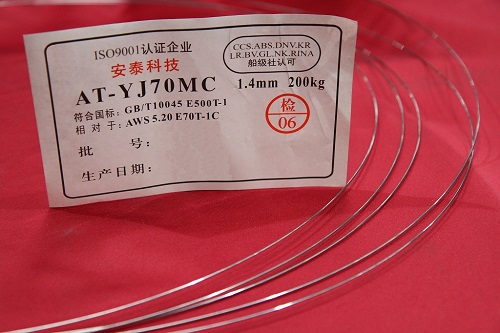 ISO9001认证企业
安泰科技
CCS.ABS.DNV.KR
LR.BV.GL.NK.RINA
船级社认可
AT-YJ70MC 1.4mm 200kg
符合国标: GB/T10045 E500T-1
相 对 于: AWS 5.20 E70T-1C
检
06
批 号:
生产日期: